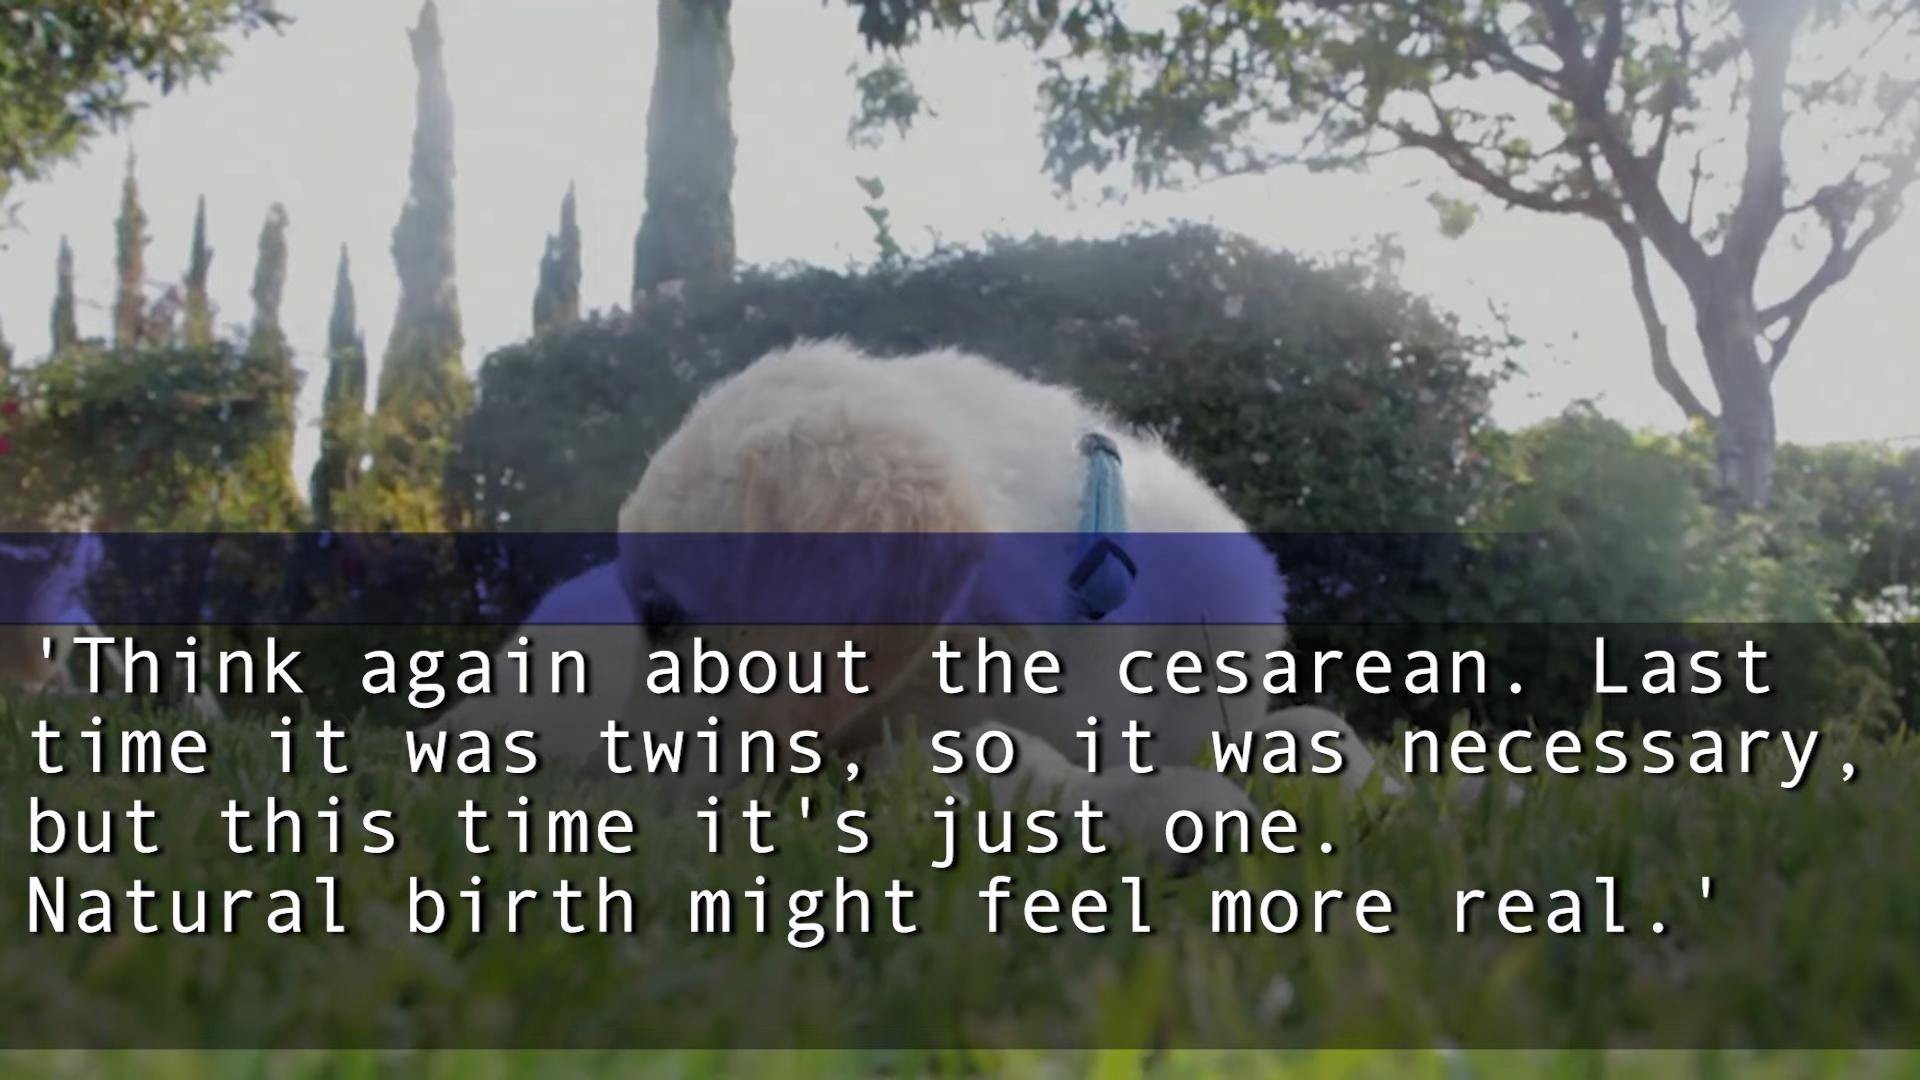 'Think again about the cesarean. Last
time it was twins, so it was necessary,
but this time it's just one.
Natural birth might feel more real.'